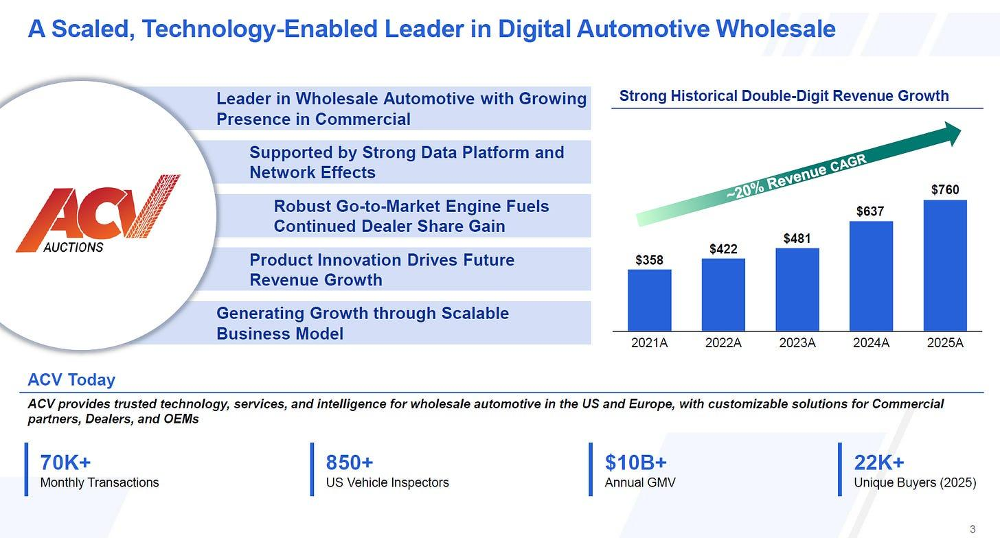 A Scaled, Technology-Enabled Leader in Digital Automotive Wholesale
ACV
AUCTIONS
Leader in Wholesale Automotive with Growing
Presence in Commercial
Supported by Strong Data Platform and
Network Effects
Robust Go-to-Market Engine Fuels
Continued Dealer Share Gain
Product Innovation Drives Future
Revenue Growth
Generating Growth through Scalable
Business Model
Strong Historical Double-Digit Revenue Growth
~20% Revenue CAGR
$358
$422
$481
$637
$760
2021A
2022A
2023A
2024A
2025A
ACV Today
ACV provides trusted technology, services, and intelligence for wholesale automotive in the US and Europe, with customizable solutions for Commercial
partners, Dealers, and OEMs
70K+
Monthly Transactions
850+
US Vehicle Inspectors
$10B+
Annual GMV
22K+
Unique Buyers (2025)
3